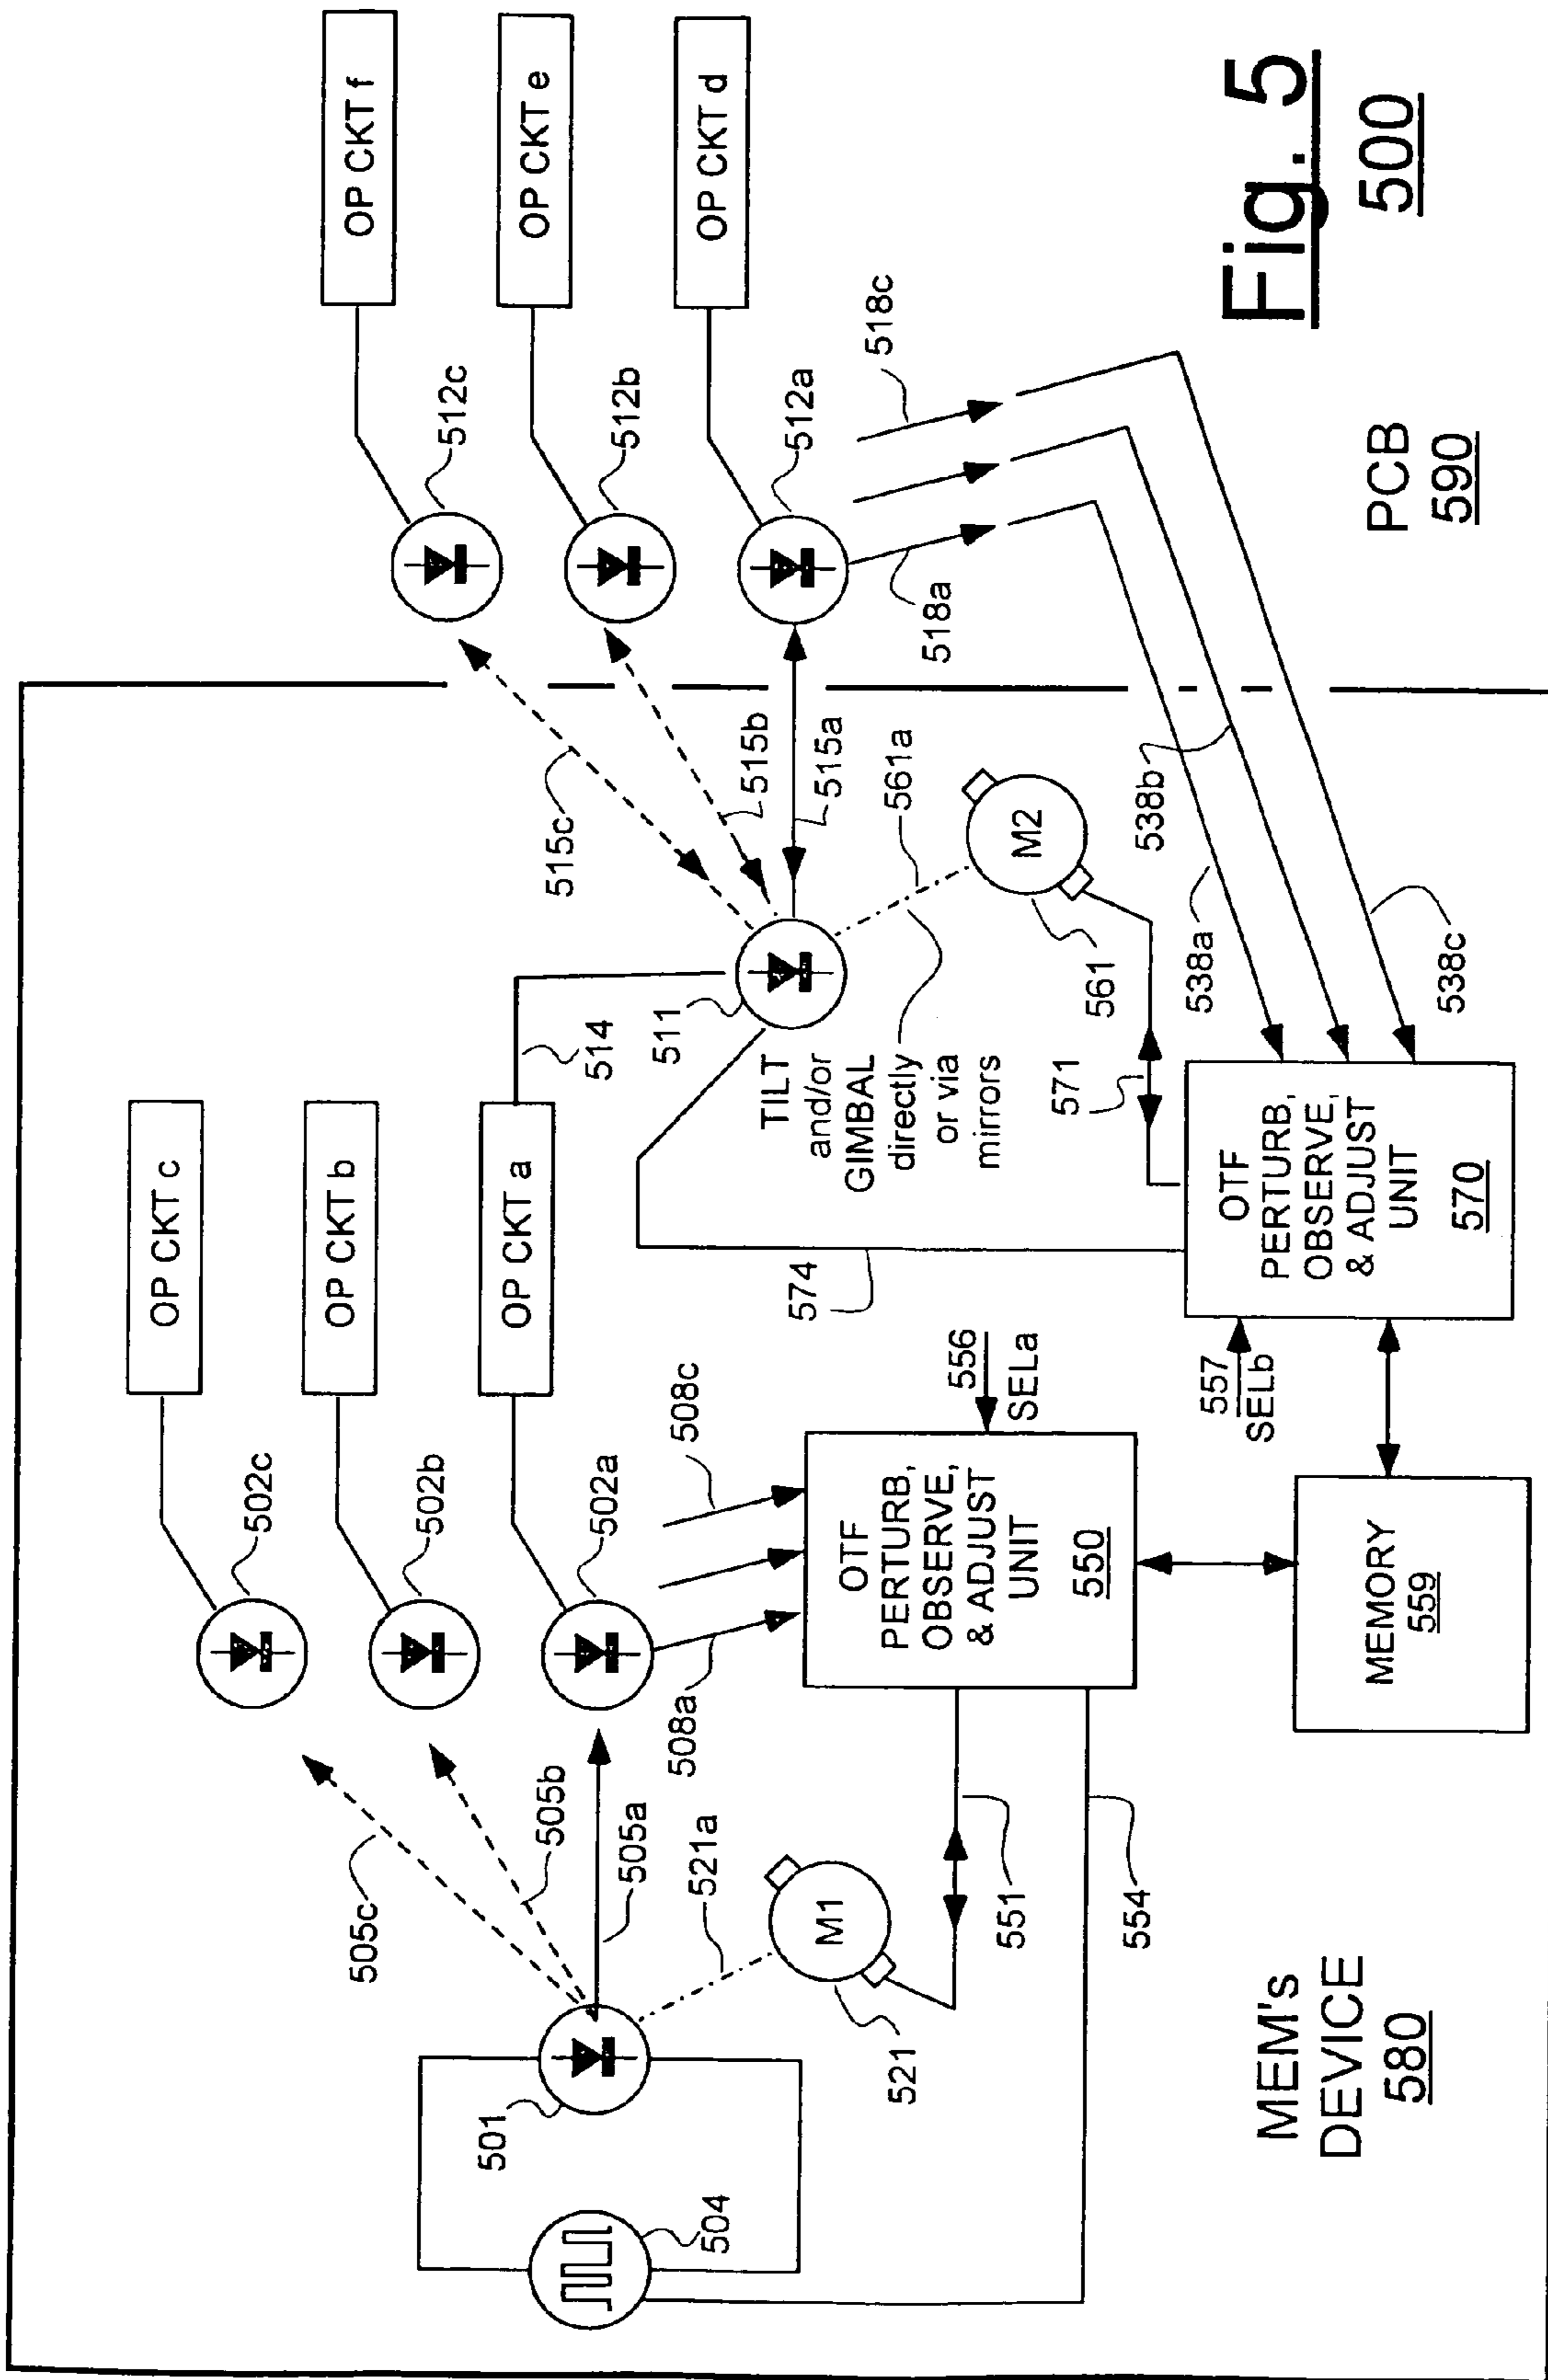 OP CKT c
OP CKT b
OP CKT a
OP CKT f
OP CKT e
OP CKT d
502c
502b
502a
512c
512b
512a
505c
505b
505a
501
504
508a
508c
521a
M1
521
551
554
OTF
PERTURB,
OBSERVE,
& ADJUST
UNIT
550
556
SELa
MEMORY
559
514
511
515c
515b
515a
TILT
and/or
GIMBAL
directly
or via
mirrors
561a
M2
561
571
574
557
SELb
OTF
PERTURB,
OBSERVE,
& ADJUST
UNIT
570
518a
518c
538a
538b
538c
MEM's
DEVICE
580
PCB
590
Fig. 5
500